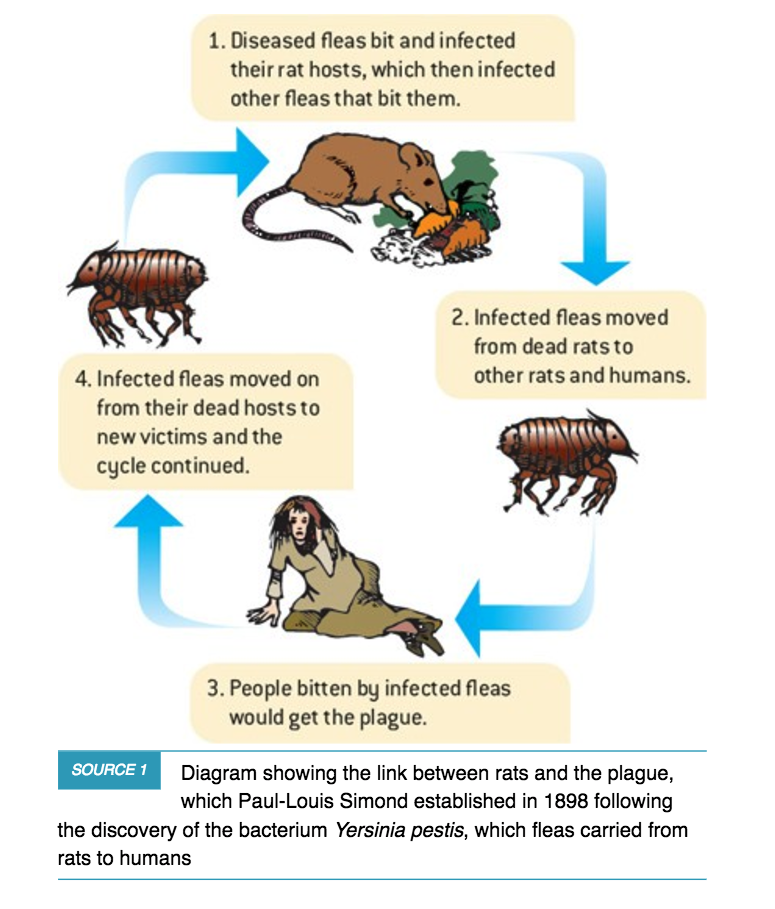 1. Diseased fleas bit and infected
their rat hosts, which then infected
other fleas that bit them.
2. Infected fleas moved
from dead rats to
other rats and humans.
3. People bitten by infected fleas
would get the plague.
4. Infected fleas moved on
from their dead hosts to
new victims and the
cycle continued.
SOURCE 1 Diagram showing the link between rats and the plague,
which Paul-Louis Simond established in 1898 following
the discovery of the bacterium Yersinia pestis, which fleas carried from
rats to humans